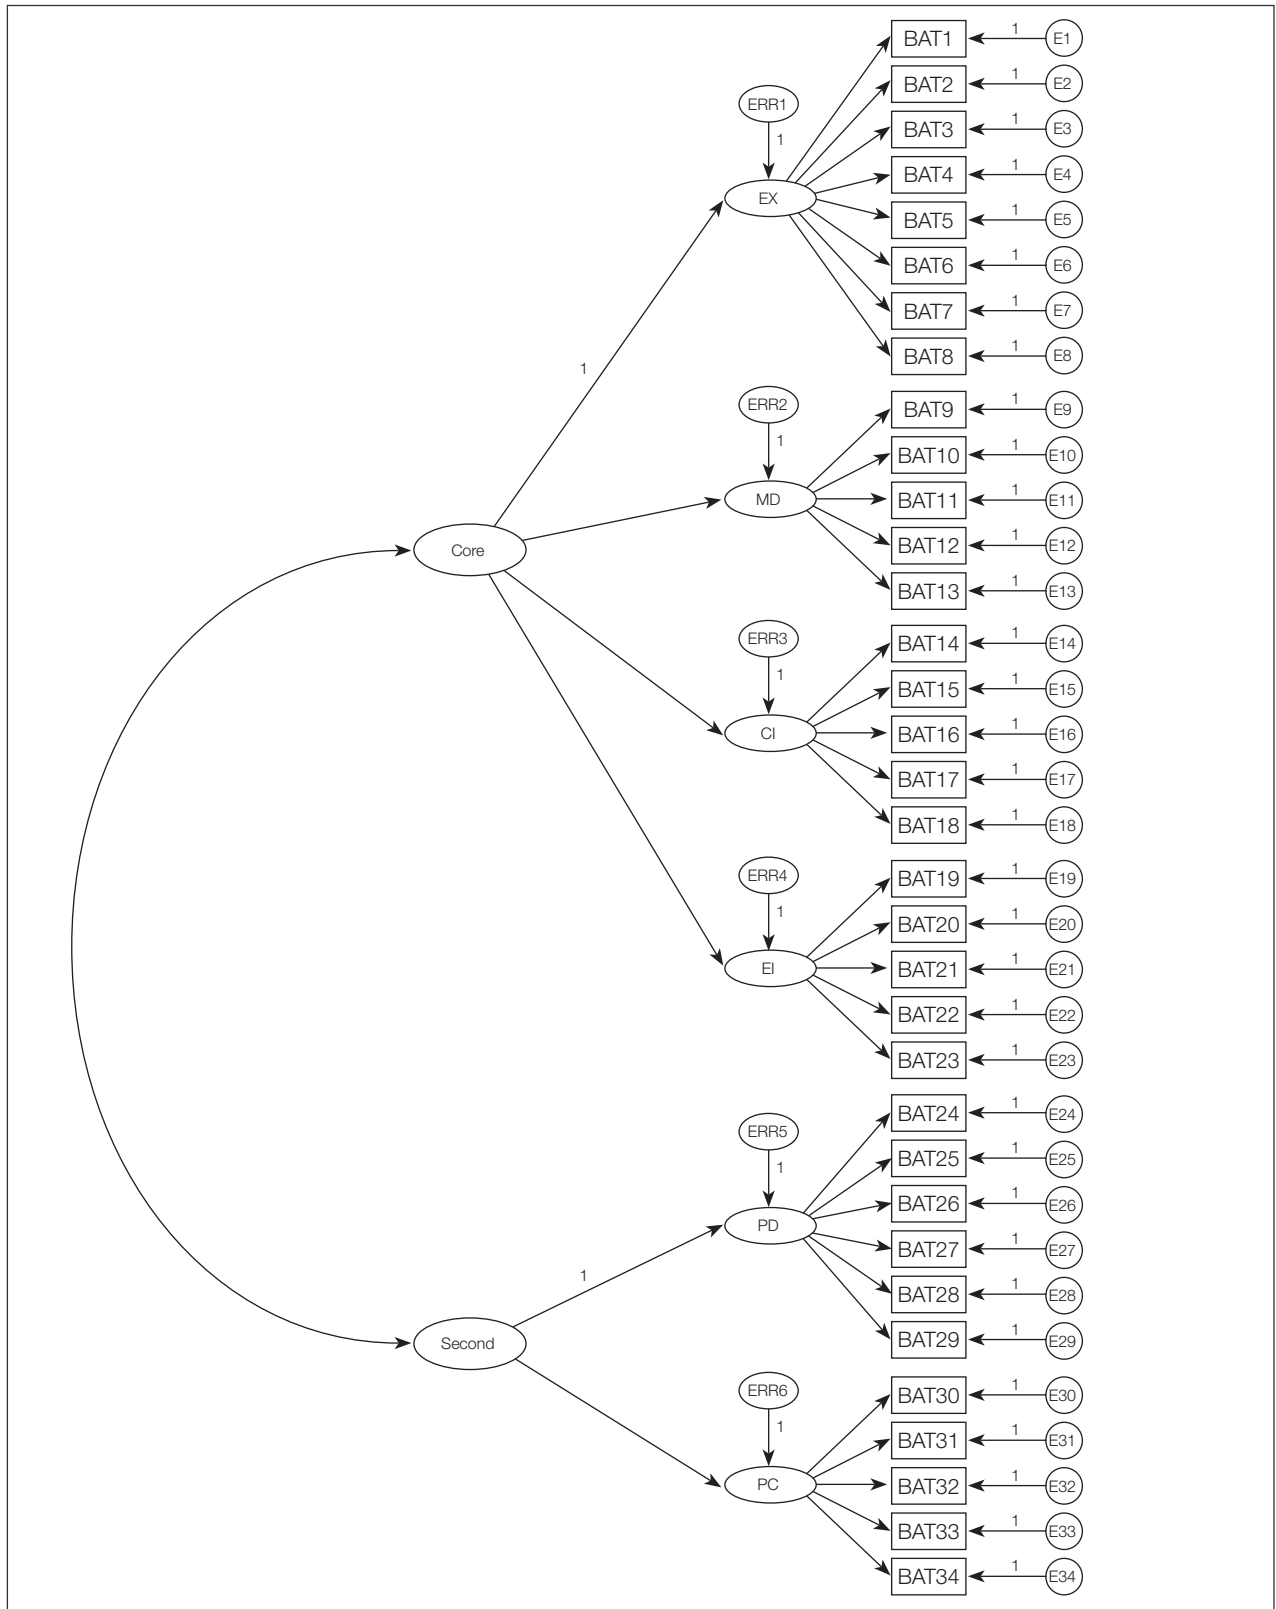 BAT1 1 E1
BAT2 1 E2
ERR1
BAT3 1 E3
1
BAT4 1 E4
EX
BAT5 1 E5
BAT6 1 E6
BAT7 1 E7
BAT8 1 E8
1
ERR2
BAT9 1 E9
1
BAT10 1 E10
MD
BAT11 1 E11
BAT12 1 E12
Core
BAT13 1 E13
ERR3
BAT14 1 E14
1
BAT15 1 E15
CI
BAT16 1 E16
BAT17 1 E17
BAT18 1 E18
ERR4
BAT19 1 E19
1
BAT20 1 E20
EI
BAT21 1 E21
BAT22 1 E22
BAT23 1 E23
BAT24 1 E24
ERR5
BAT25 1 E25
1
BAT26 1 E26
PD
BAT27 1 E27
1
BAT28 1 E28
BAT29 1 E29
Second
ERR6
BAT30 1 E30
1
BAT31 1 E31
PC
BAT32 1 E32
BAT33 1 E33
BAT34 1 E34